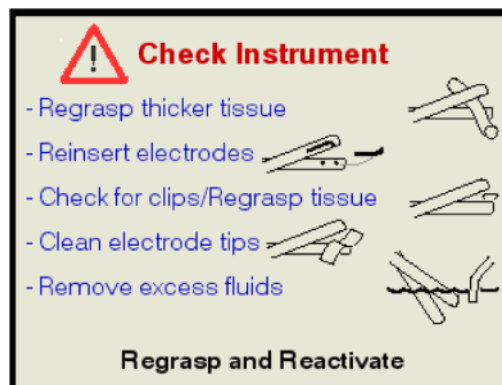 Check Instrument
- Regrasp thicker tissue
- Reinsert electrodes
- Check for clips/Regrasp tissue
- Clean electrode tips
- Remove excess fluids
Regrasp and Reactivate